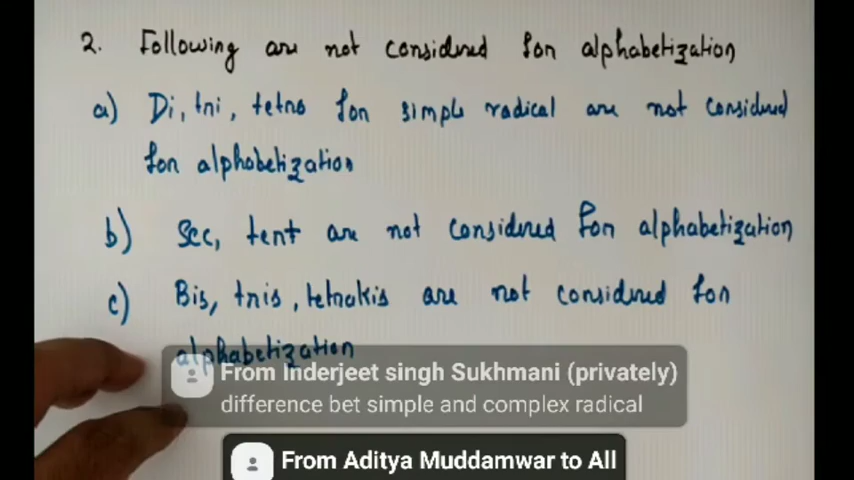 2. Following are not considered for alphabetization
a) Di, tri, tetra for simple radical are not considered
for alphabetization
b) Sec, tert are not considered for alphabetization
c) Bis, tris, tetrakis are not considered for
alphabetization
From Inderjeet singh Sukhmani (privately)
difference bet simple and complex radical
From Aditya Muddamwar to All